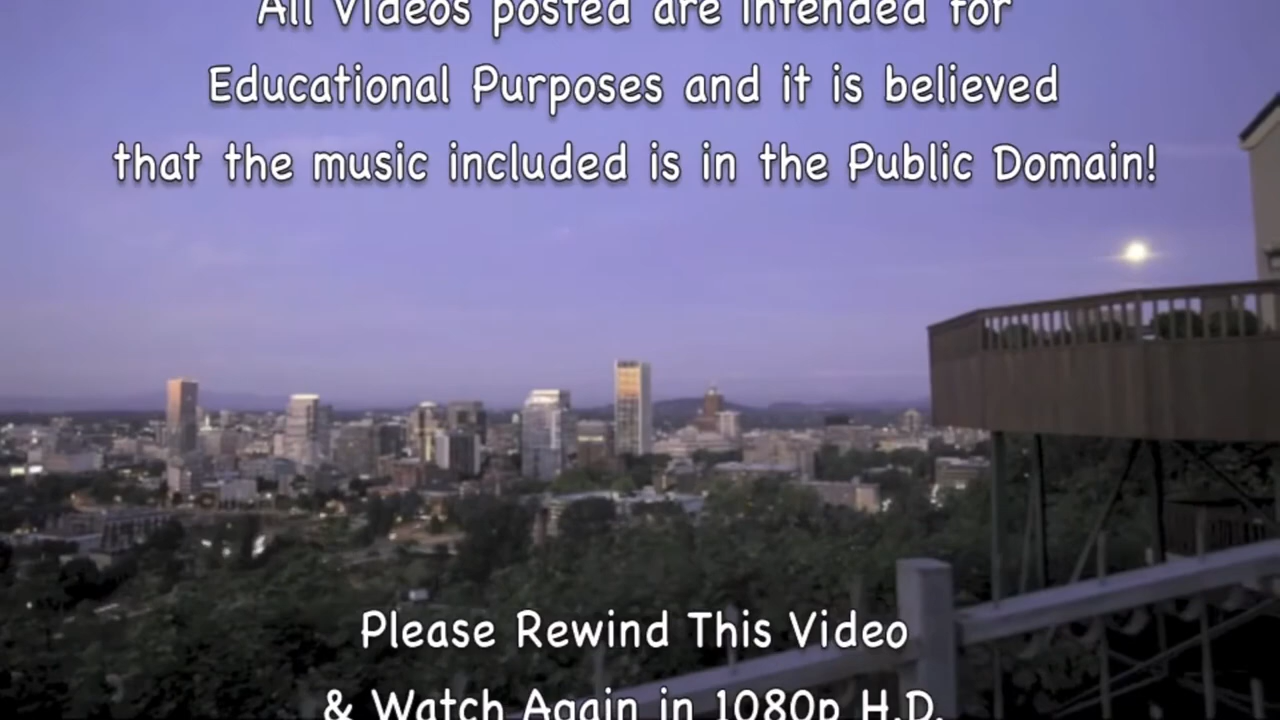 All Videos posted are intended for
Educational Purposes and it is believed
that the music included is in the Public Domain!
Please Rewind This Video
& Watch Again in 1080p H.D.